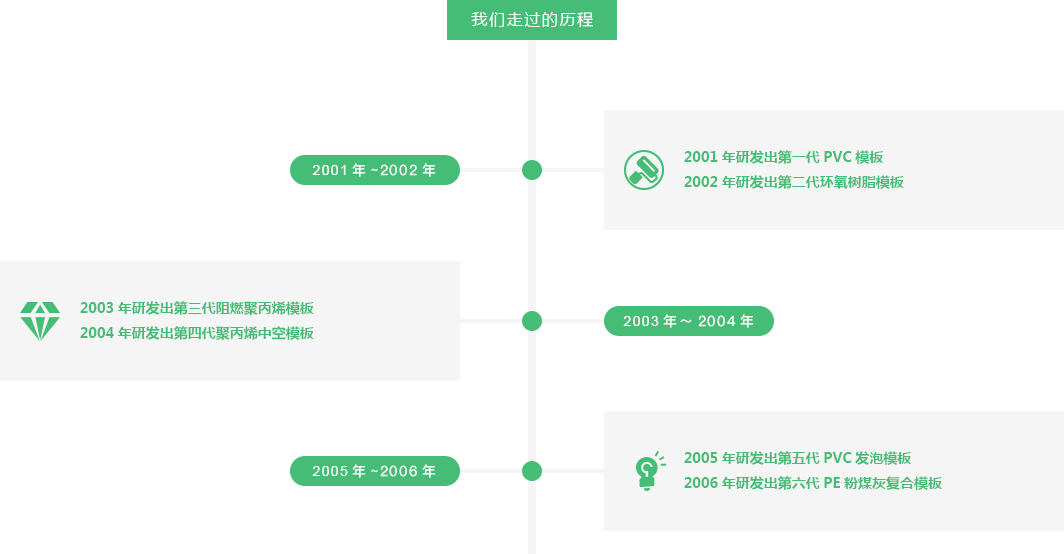 我们走过的历程
2001 年 ~2002 年
2001 年研发出第一代 PVC 模板
2002 年研发出第二代环氧树脂模板
2003 年研发出第三代阻燃聚丙烯模板
2004 年研发出第四代聚丙烯中空模板
2003 年～ 2004 年
2005 年 ~2006 年
2005 年研发出第五代 PVC 发泡模板
2006 年研发出第六代 PE 粉煤灰复合模板